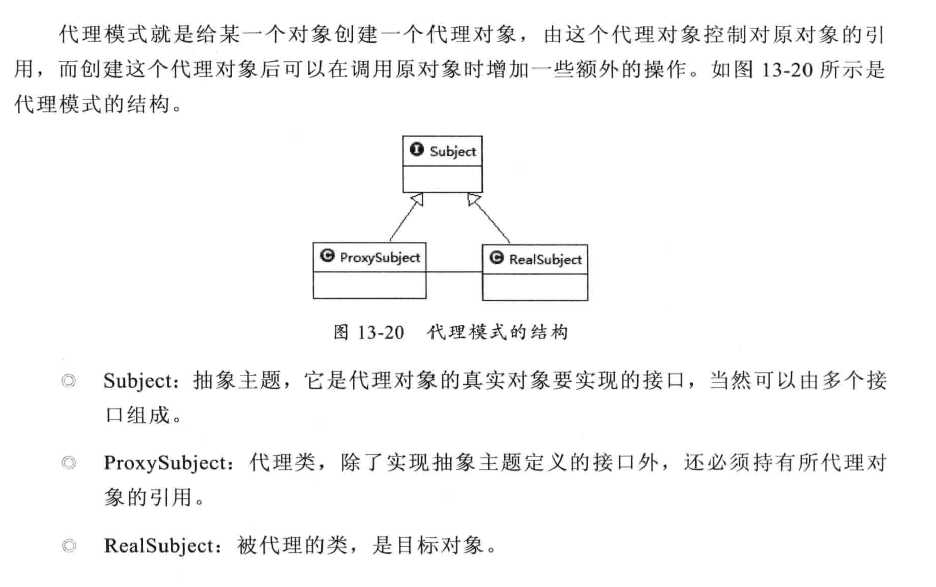 代理模式就是给某一个对象创建一个代理对象，由这个代理对象控制对原对象的引
用，而创建这个代理对象后可以在调用原对象时增加一些额外的操作。如图 13-20 所示是
代理模式的结构。
I Subject
C ProxySubject
C RealSubject
图 13-20 代理模式的结构
◎ Subject：抽象主题，它是代理对象的真实对象要实现的接口，当然可以由多个接
口组成。
◎ ProxySubject：代理类，除了实现抽象主题定义的接口外，还必须持有所代理对
象的引用。
◎ RealSubject：被代理的类，是目标对象。